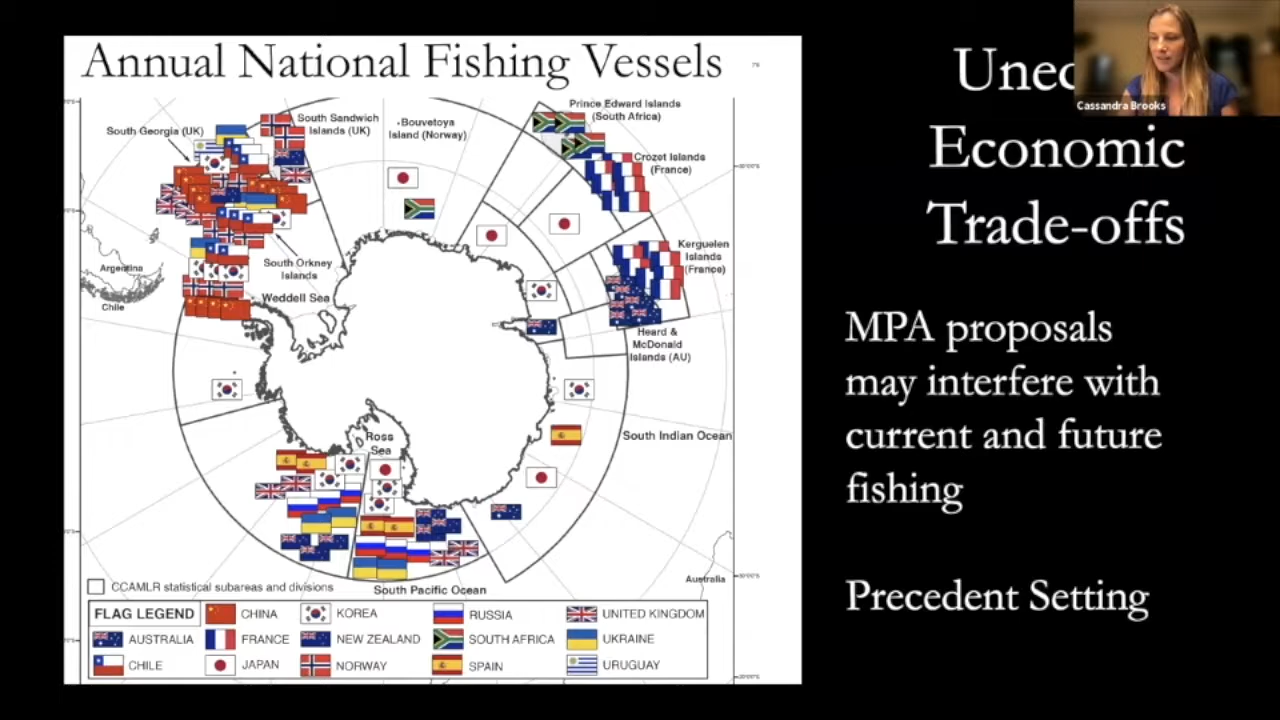 Annual National Fishing Vessels
South Georgia (UK)
South Sandwich
Islands (UK)
Bouvetoya
Island (Norway)
Prince Edward Islands
(South Africa)
Crozet Islands
(France)
Kerguelen
Islands
(France)
Heard &
McDonald
Islands (AU)
South Orkney
Islands
Weddell Sea
Argentina
Chile
Ross
Sea
South Indian Ocean
South Pacific Ocean
Australia
CCAMLR statistical subareas and divisions
FLAG LEGEND
CHINA
KOREA
RUSSIA
UNITED KINGDOM
AUSTRALIA
FRANCE
NEW ZEALAND
SOUTH AFRICA
UKRAINE
CHILE
JAPAN
NORWAY
SPAIN
URUGUAY
Economic
Trade-offs
MPA proposals
may interfere with
current and future
fishing
Precedent Setting
Cassandra Brooks